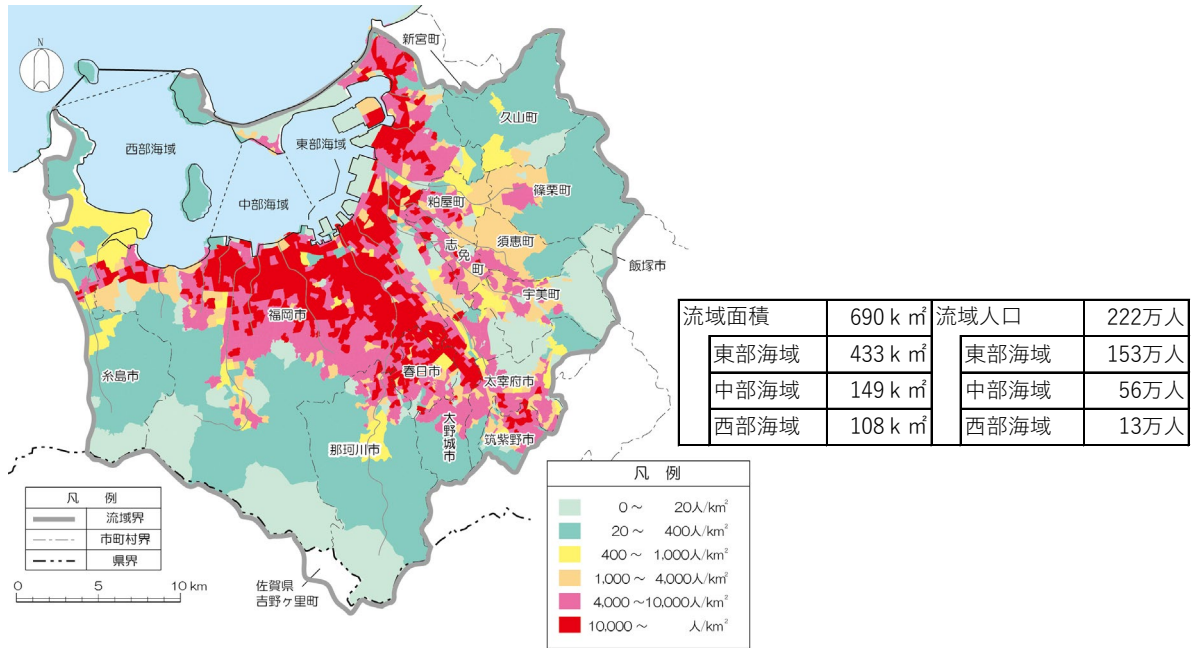 N
新宮町
久山町
西部海域
東部海域
中部海域
篠栗町
粕屋町
須恵町
志免町
飯塚市
宇美町
福岡市
糸島市
春日市
太宰府市
大野城市
筑紫野市
那珂川市
佐賀県
吉野ヶ里町
凡 例
流域界
市町村界
県界
0 5 10 km
凡 例
0～ 20人/km²
20～ 400人/km²
400～ 1,000人/km²
1,000～ 4,000人/km²
4,000～10,000人/km²
10,000～ 人/km²
流域面積 690ｋ㎡ 流域人口 222万人
東部海域 433ｋ㎡ 東部海域 153万人
中部海域 149ｋ㎡ 中部海域 56万人
西部海域 108ｋ㎡ 西部海域 13万人